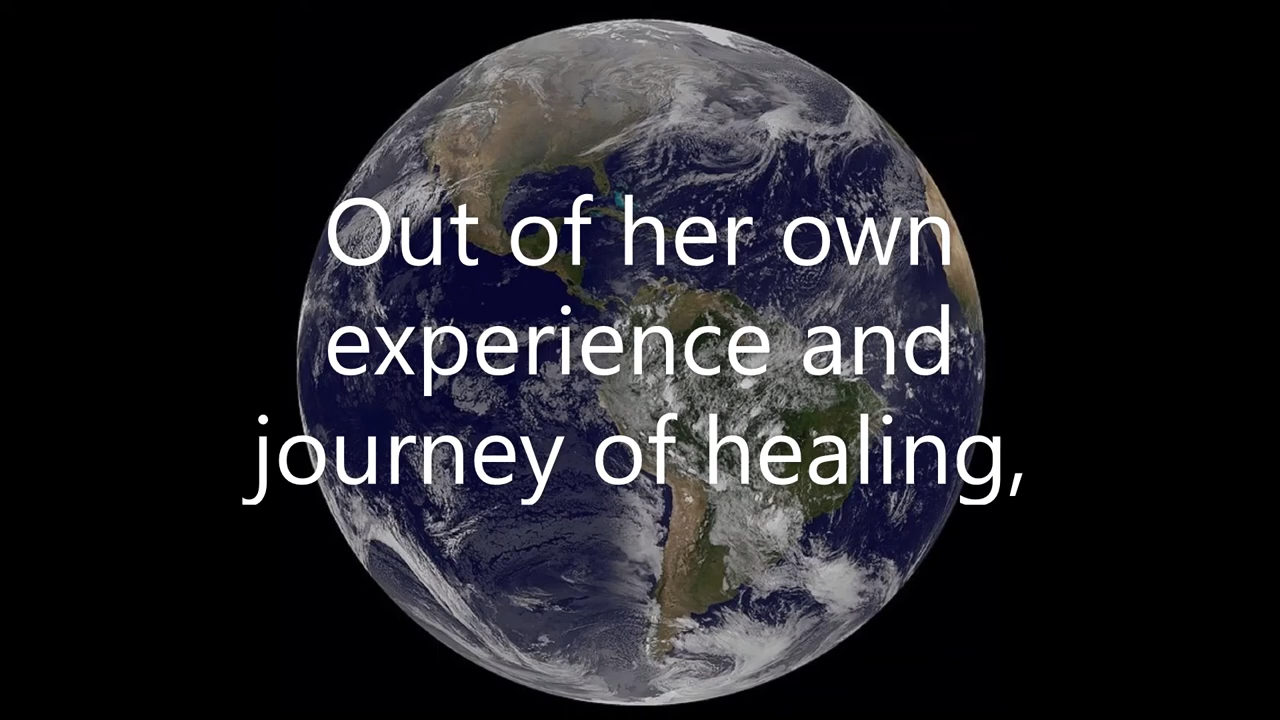 Out of her own
experience and
journey of healing,